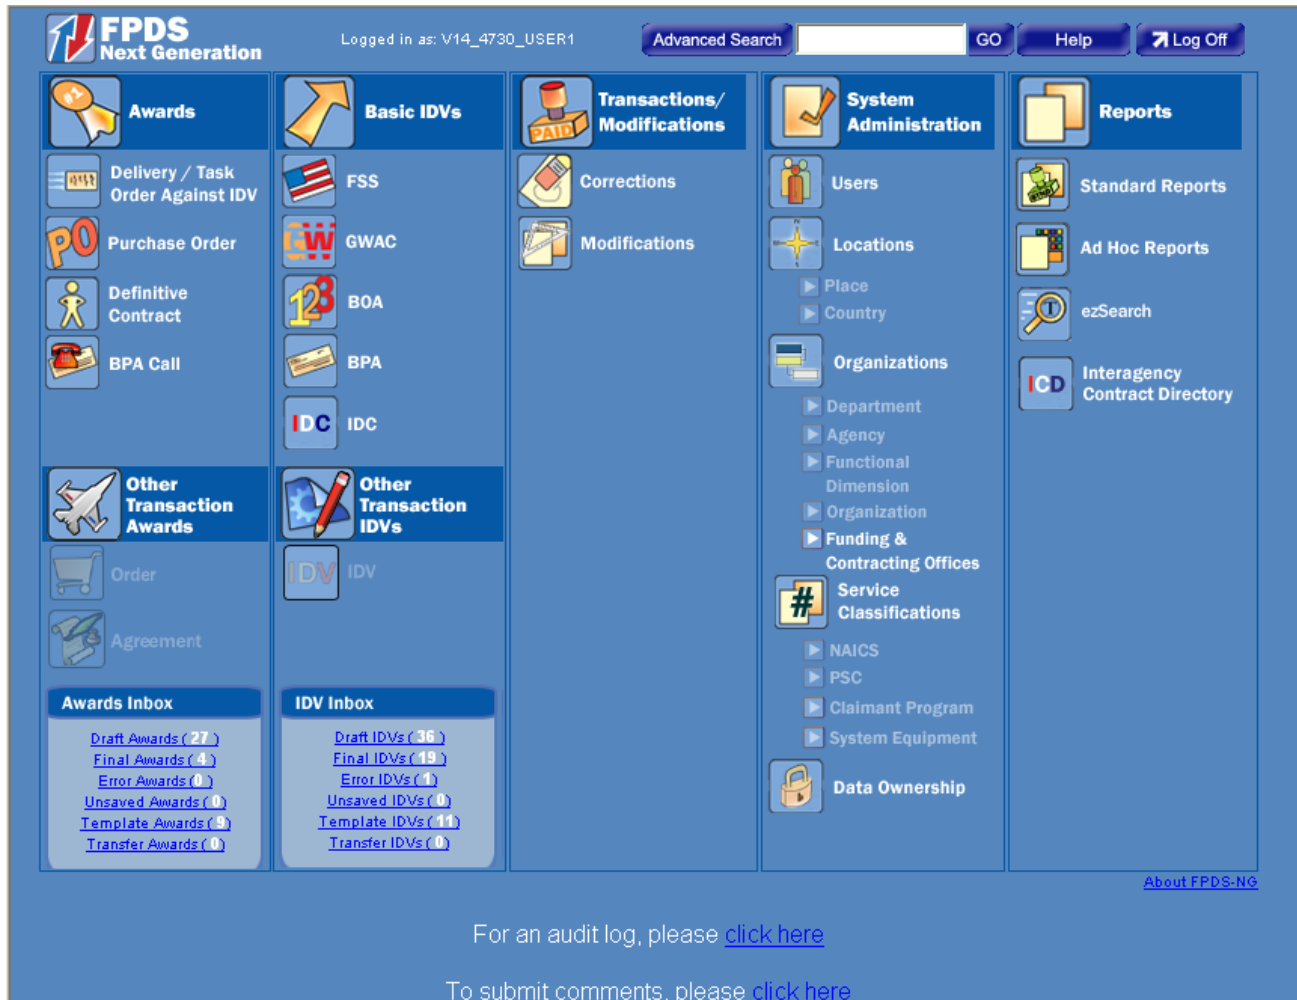 FPDS
Next Generation
Logged in as: V14_4730_USER1
Advanced Search
GO
Help
Log Off
#1
Awards
Delivery / Task
Order Against IDV
PO
Purchase Order
Definitive
Contract
BPA Call
Other
Transaction
Awards
Order
Agreement
Awards Inbox
Draft Awards ( 27 )
Final Awards ( 4 )
Error Awards (0 )
Unsaved Awards ( 0)
Template Awards ( 9)
Transfer Awards ( 0)
Basic IDVs
FSS
GW
GWAC
123
BOA
BPA
IDC
IDC
Other
Transaction
IDVs
IDV
IDV
IDV Inbox
Draft IDVs ( 36 )
Final IDVs ( 19 )
Error IDVs ( 1)
Unsaved IDVs ( 0)
Template IDVs ( 11)
Transfer IDVs ( 0)
PAID
Transactions/
Modifications
Corrections
Modifications
System
Administration
Users
Locations
Place
Country
Organizations
Department
Agency
Functional
Dimension
Organization
Funding &
Contracting Offices
#
Service
Classifications
NAICS
PSC
Claimant Program
System Equipment
Data Ownership
Reports
Standard Reports
Ad Hoc Reports
T
ezSearch
ICD
Interagency
Contract Directory
About FPDS-NG
For an audit log, please click here
To submit comments, please click here